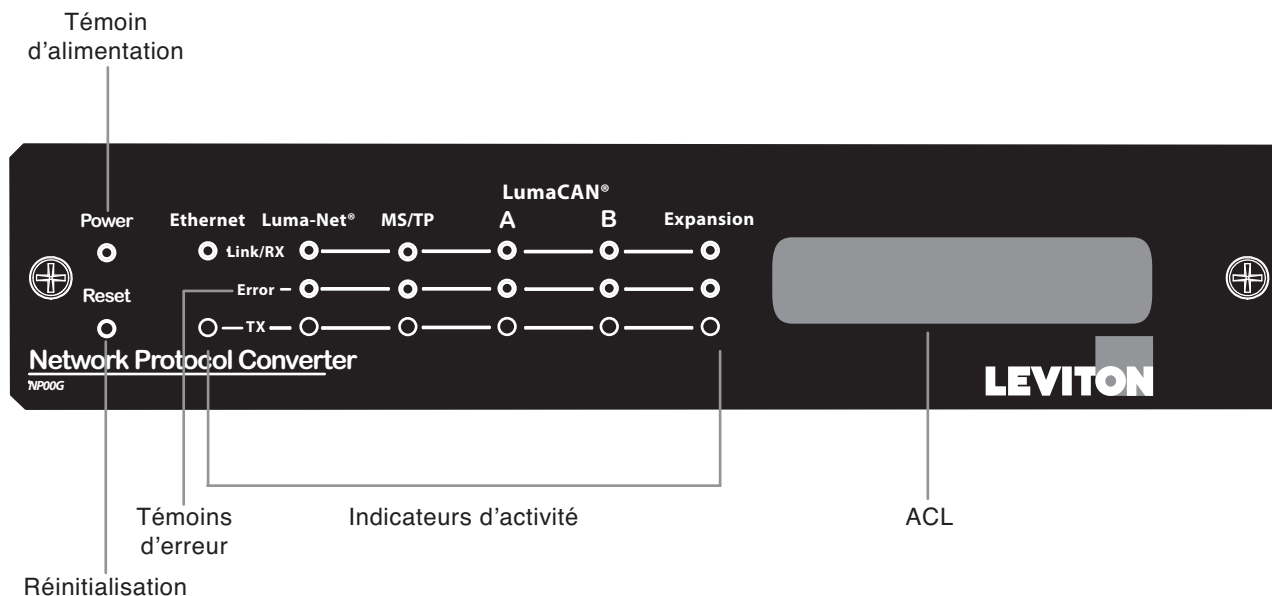 Témoin
d’alimentation
LumaCAN®
Power Ethernet Luma-Net® MS/TP A B Expansion
Link/RX
Reset Error
TX
Network Protocol Converter
NP00G
LEVITON
Témoins
d’erreur
Indicateurs d’activité
ACL
Réinitialisation